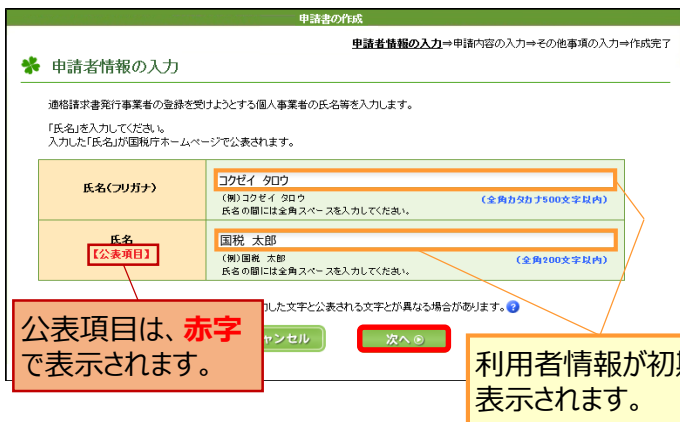 申請書の作成
申請者情報の入力⇒申請内容の入力⇒その他事項の入力⇒作成完了
申請者情報の入力
適格請求書発行事業者の登録を受けようとする個人事業者の氏名等を入力します。
「氏名」を入力してください。
入力した「氏名」が国税庁ホームページで公表されます。
氏名(フリガナ)
コクゼイ タロウ
(例)コクゼイ タロウ
(全角カタカナ500文字以内)
氏名の間には全角スペースを入力してください。
氏名
【公表項目】
国税 太郎
(例)国税 太郎
(全角200文字以内)
氏名の間には全角スペースを入力してください。
した文字と公表される文字とが異なる場合があります。?
ャンセル
次へ
公表項目は、赤字
で表示されます。
利用者情報が初
表示されます。